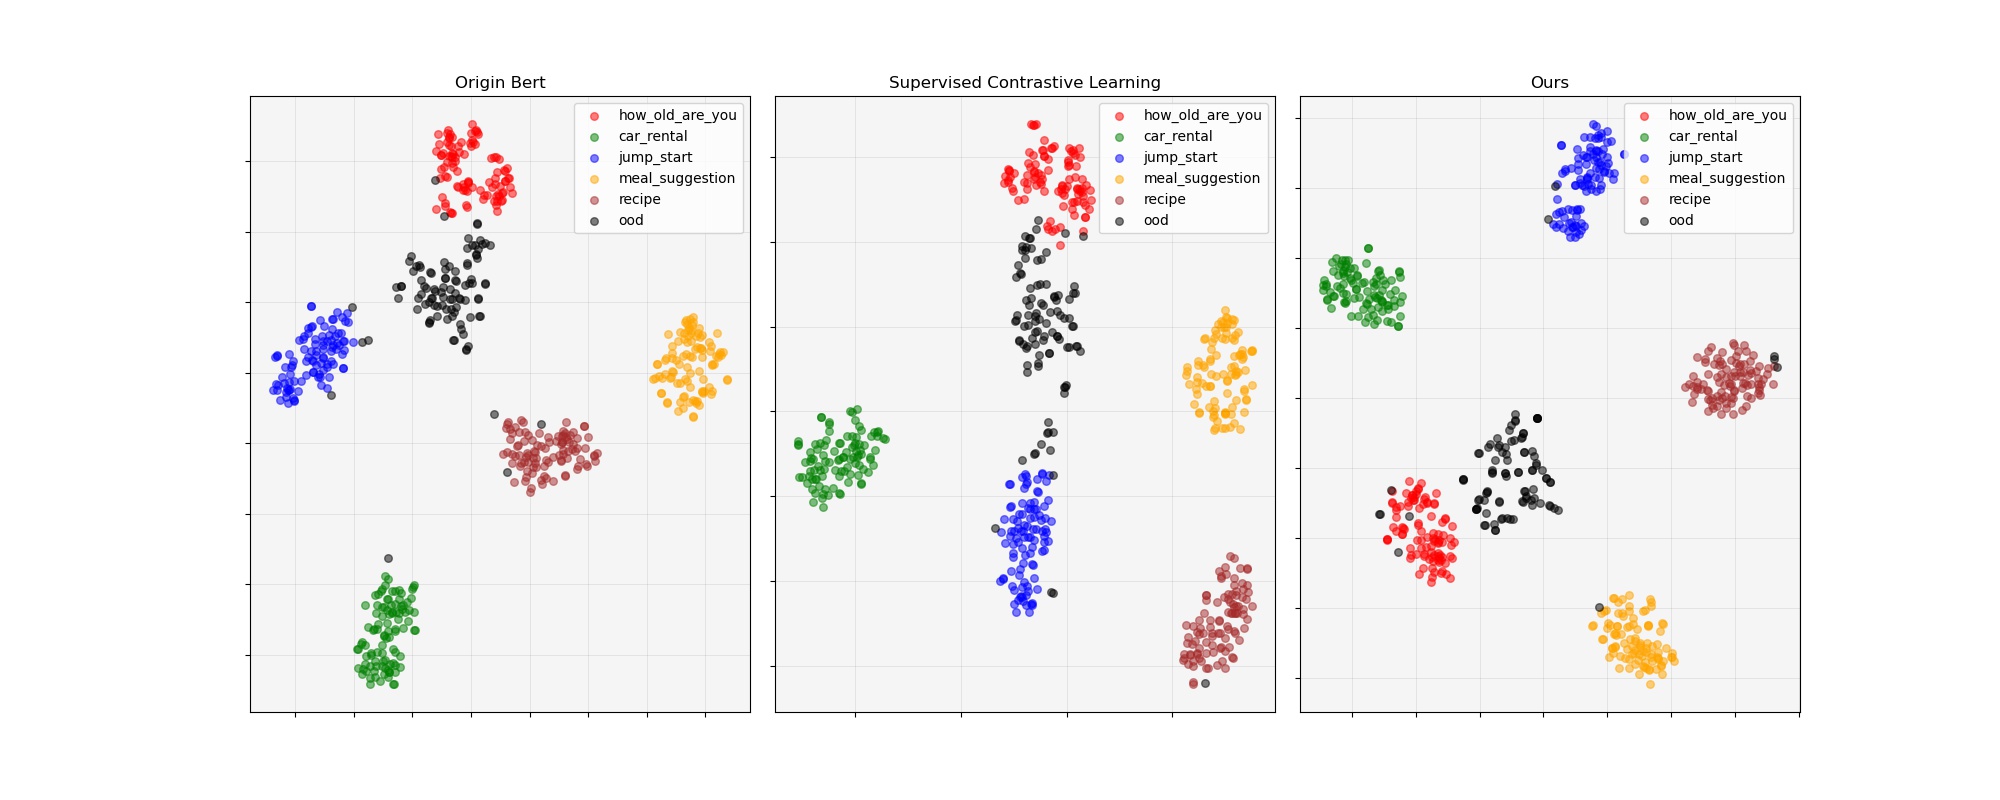 Origin Bert
how_old_are_you
car_rental
jump_start
meal_suggestion
recipe
ood
Supervised Contrastive Learning
how_old_are_you
car_rental
jump_start
meal_suggestion
recipe
ood
Ours
how_old_are_you
car_rental
jump_start
meal_suggestion
recipe
ood